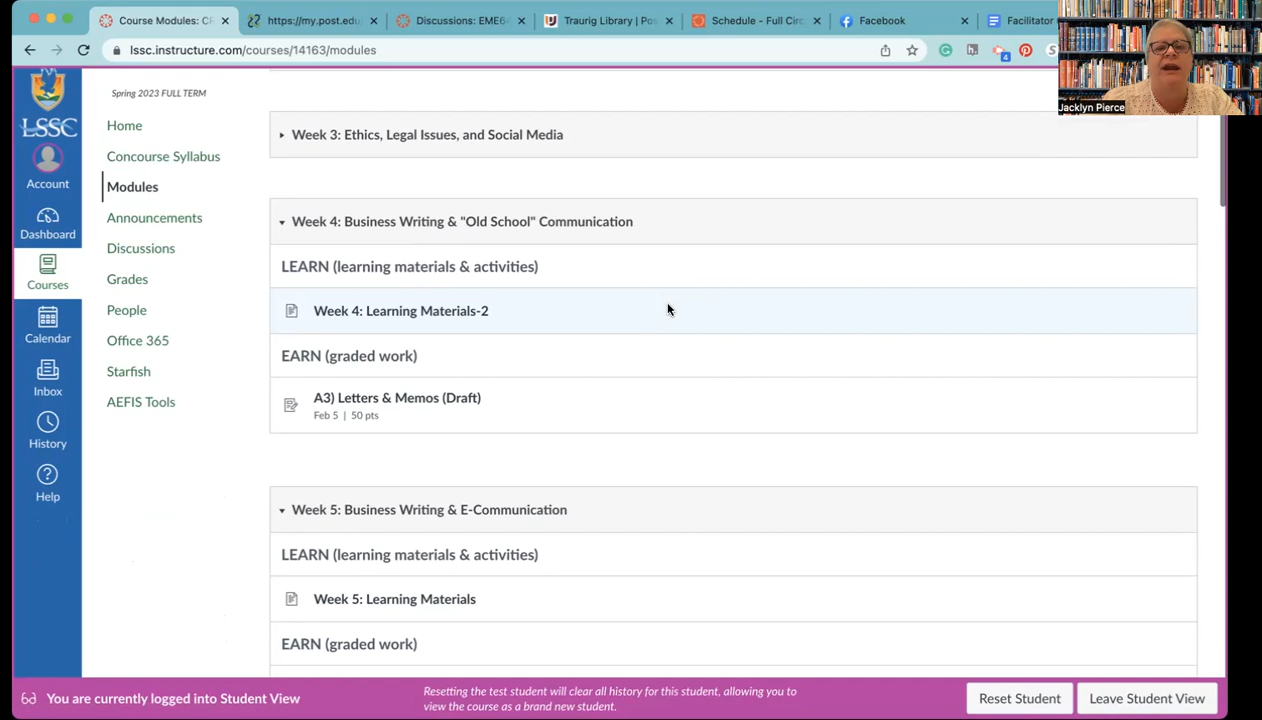 Course Modules: CF
https://my.post.edu
Discussions: EME6
Traurig Library | Pos
Schedule - Full Circ
Facebook
Facilitator
lssc.instructure.com/courses/14163/modules
4
Jacklyn Pierce
LSSC
Account
Dashboard
Courses
Calendar
Inbox
History
Help
Spring 2023 FULL TERM
Home
Concourse Syllabus
Modules
Announcements
Discussions
Grades
People
Office 365
Starfish
AEFIS Tools
Week 3: Ethics, Legal Issues, and Social Media
Week 4: Business Writing & "Old School" Communication
LEARN (learning materials & activities)
Week 4: Learning Materials-2
EARN (graded work)
A3) Letters & Memos (Draft)
Feb 5 | 50 pts
Week 5: Business Writing & E-Communication
LEARN (learning materials & activities)
Week 5: Learning Materials
EARN (graded work)
You are currently logged into Student View
Resetting the test student will clear all history for this student, allowing you to
view the course as a brand new student.
Reset Student
Leave Student View